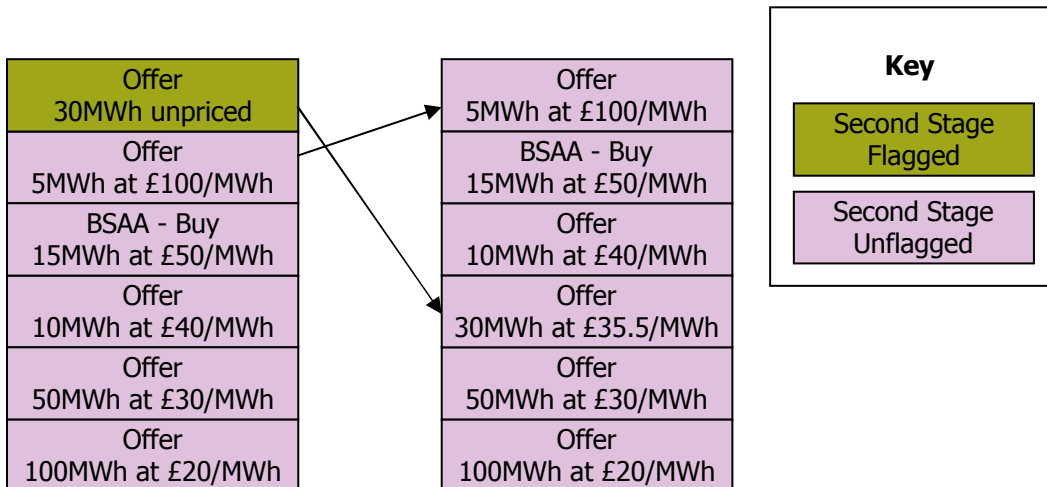 Offer
30MWh unpriced
Offer
5MWh at £100/MWh
BSAA - Buy
15MWh at £50/MWh
Offer
10MWh at £40/MWh
Offer
50MWh at £30/MWh
Offer
100MWh at £20/MWh
Offer
5MWh at £100/MWh
BSAA - Buy
15MWh at £50/MWh
Offer
10MWh at £40/MWh
Offer
30MWh at £35.5/MWh
Offer
50MWh at £30/MWh
Offer
100MWh at £20/MWh
Key
Second Stage
Flagged
Second Stage
Unflagged